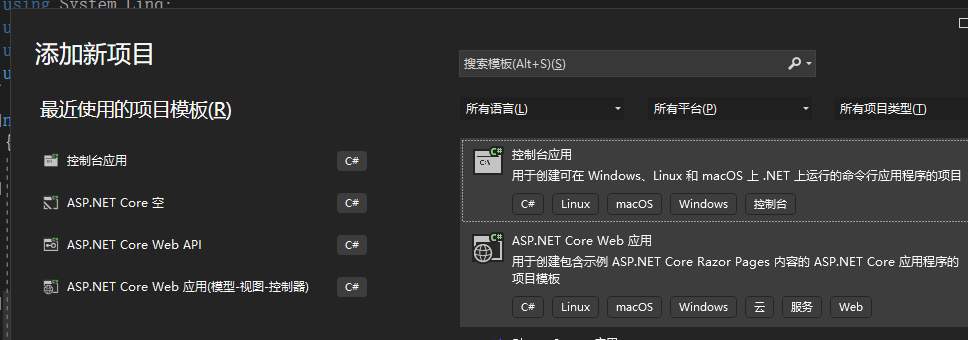 using System.Linq;
添加新项目
搜索模板(Alt+S)(S)
最近使用的项目模板(R)
所有语言(L)
所有平台(P)
所有项目类型(T)
控制台应用
C#
ASP.NET Core 空
C#
ASP.NET Core Web API
C#
ASP.NET Core Web 应用(模型-视图-控制器)
C#
控制台应用
用于创建可在 Windows、Linux 和 macOS 上 .NET 上运行的命令行应用程序的项目
C# Linux macOS Windows 控制台
ASP.NET Core Web 应用
用于创建包含示例 ASP.NET Core Razor Pages 内容的 ASP.NET Core 应用程序的
项目模板
C# Linux macOS Windows 云 服务 Web